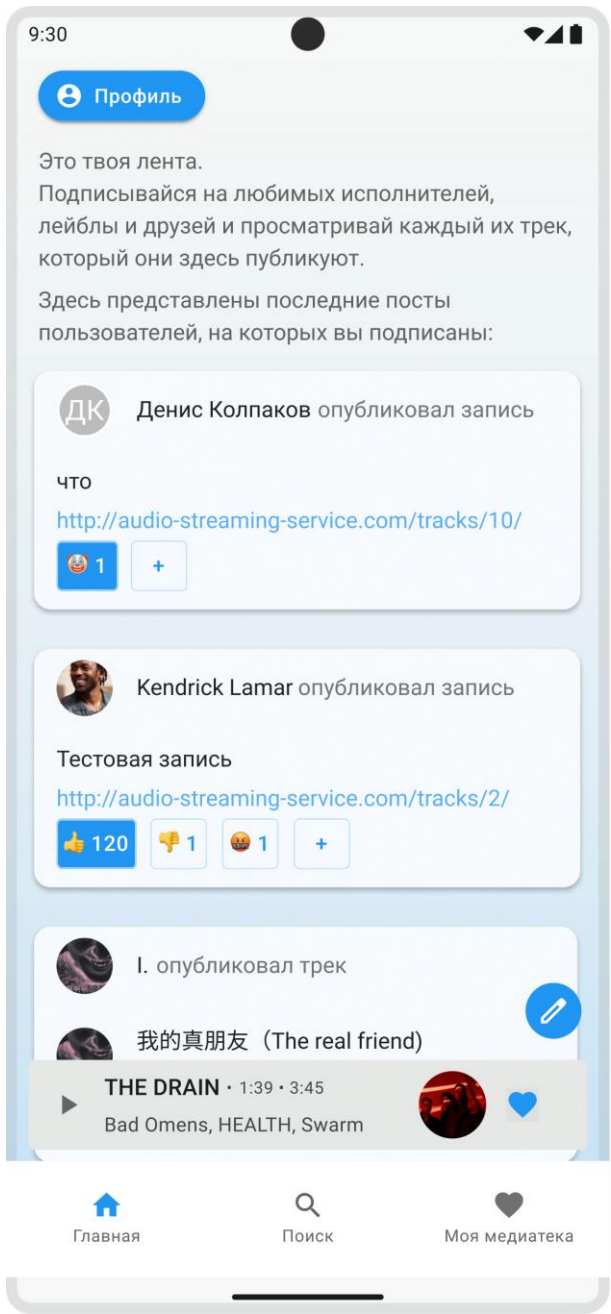 9:30
Профиль
Это твоя лента.
Подписывайся на любимых исполнителей,
лейблы и друзей и просматривай каждый их трек,
который они здесь публикуют.
Здесь представлены последние посты
пользователей, на которых вы подписаны:
ДК
Денис Колпаков опубликовал запись
что
http://audio-streaming-service.com/tracks/10/
🤡 1 +
Kendrick Lamar опубликовал запись
Тестовая запись
http://audio-streaming-service.com/tracks/2/
👍 120 👎 1 🤬 1 +
I. опубликовал трек
我的真朋友（The real friend)
THE DRAIN • 1:39 • 3:45
Bad Omens, HEALTH, Swarm
Главная Поиск Моя медиатека